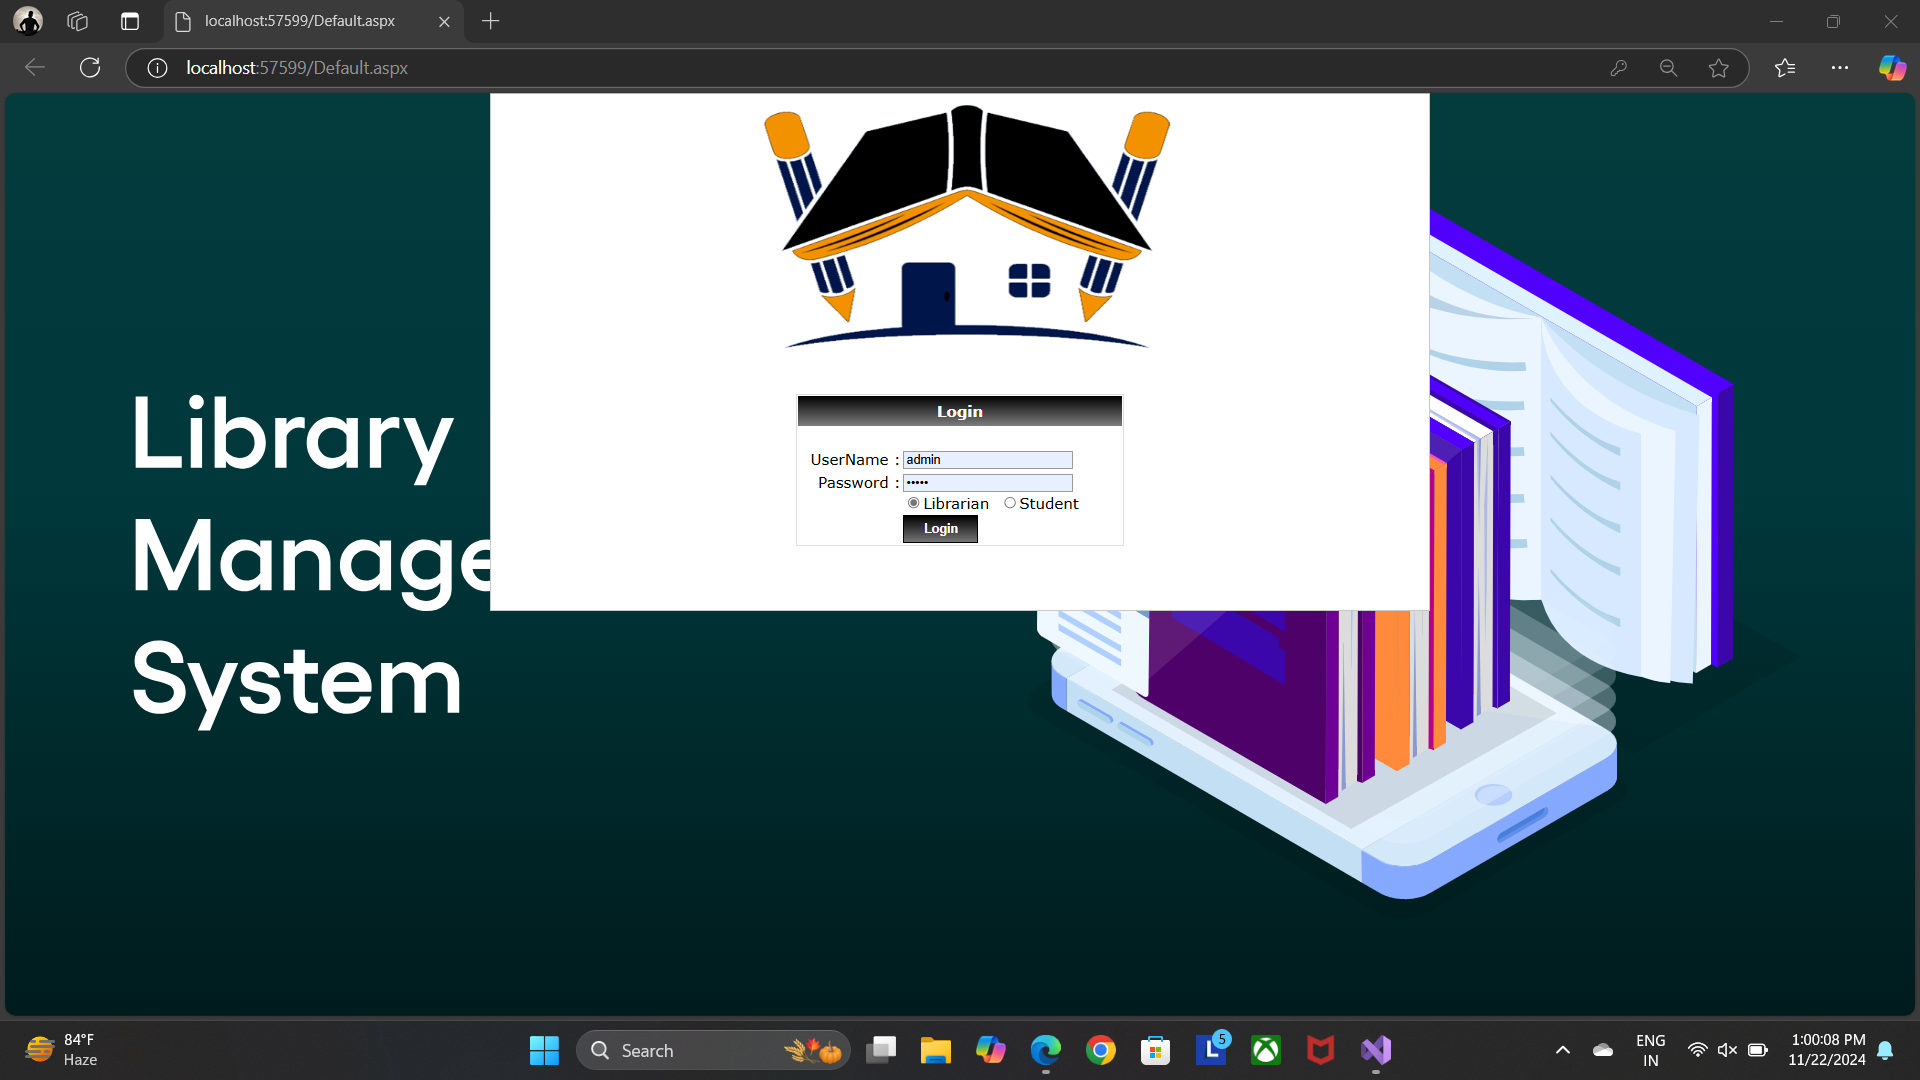 localhost:57599/Default.aspx
localhost:57599/Default.aspx
Library
Manage
System
Login
UserName : admin
Password : •••••
Librarian Student
Login
84°F
Haze
Search
L
5
ENG
IN
1:00:08 PM
11/22/2024